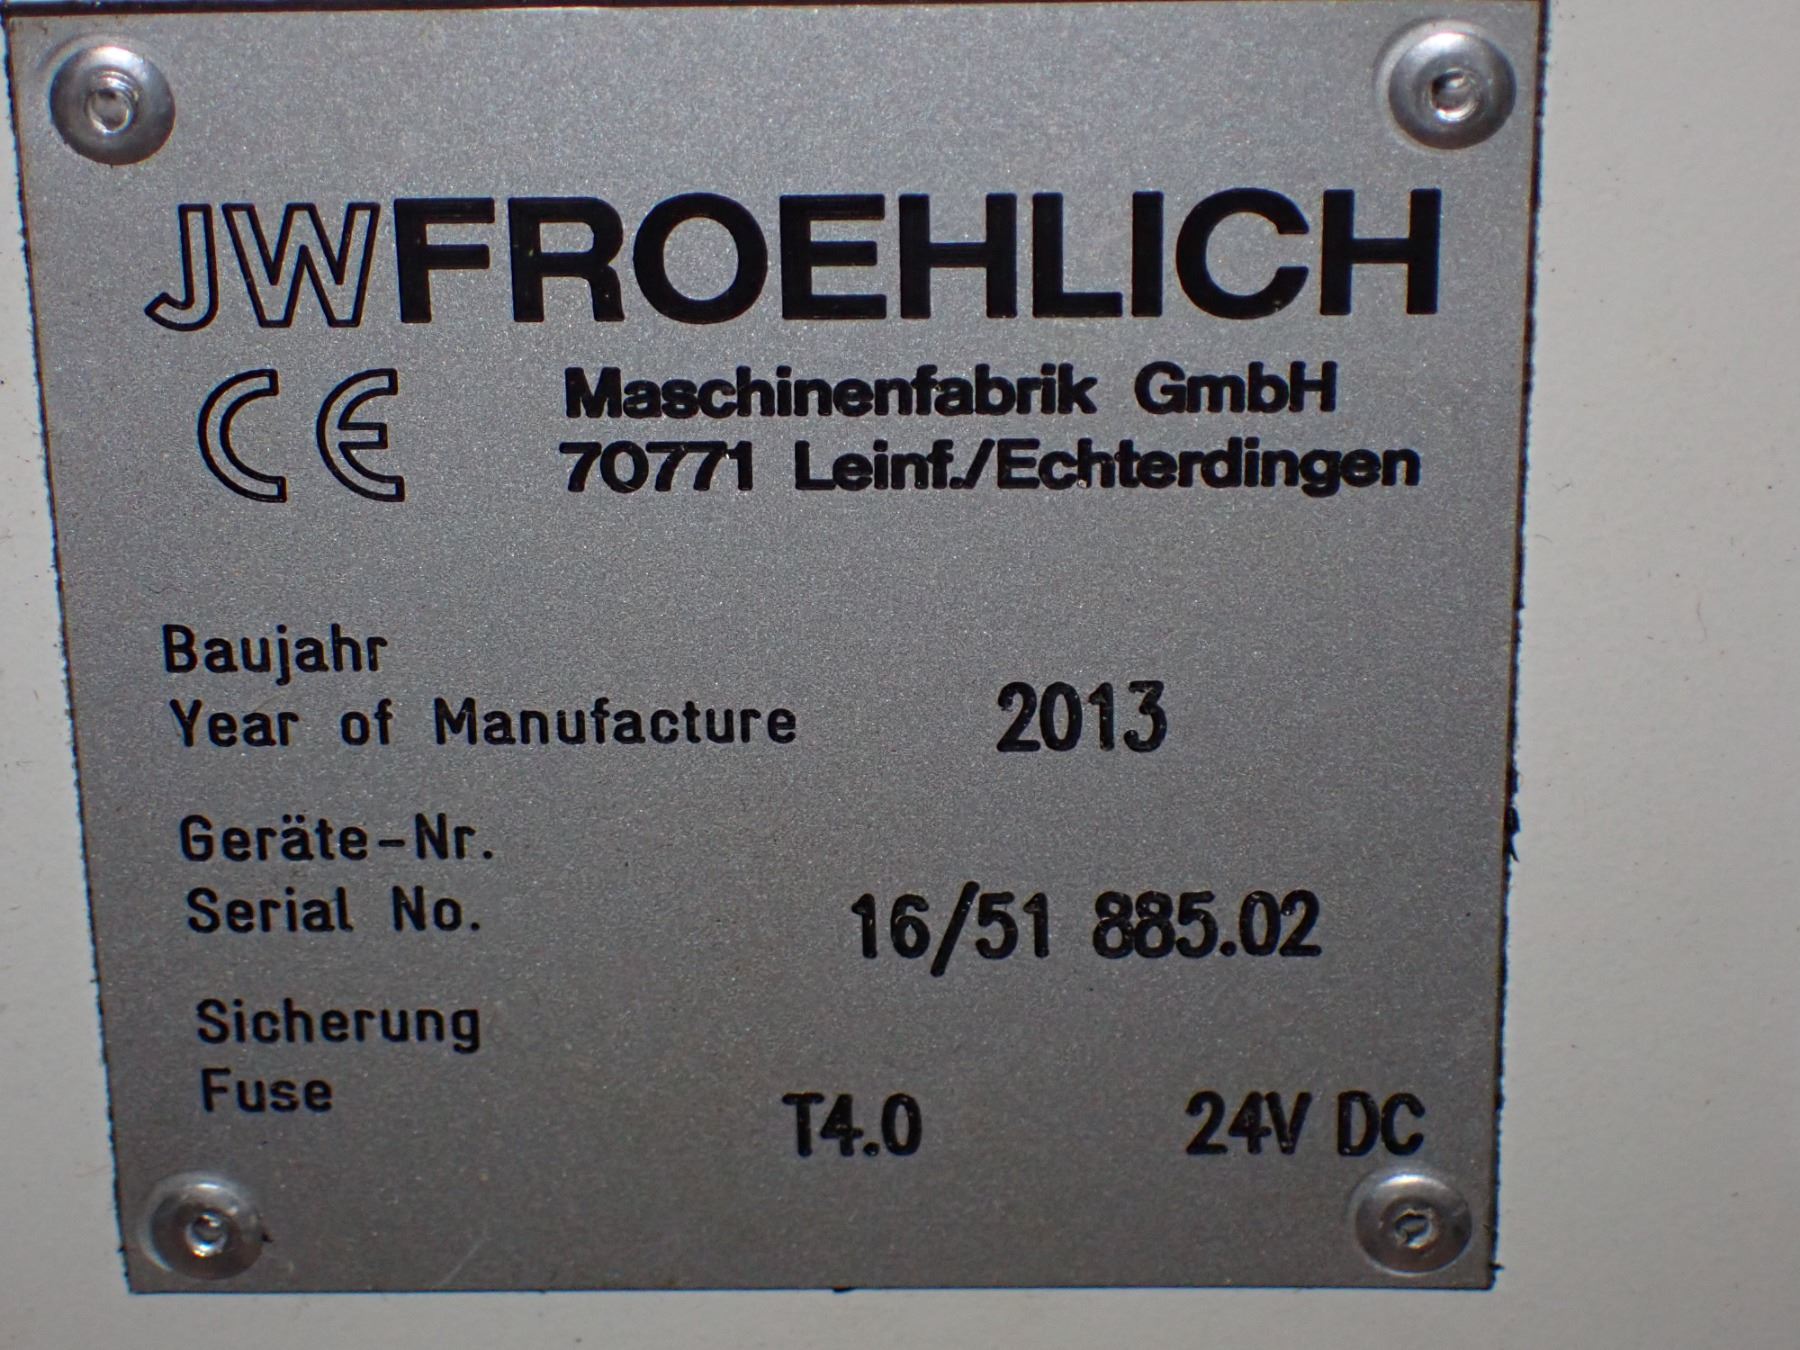 JWFROEHLICH
CE
Maschinenfabrik GmbH
70771 Leinf./Echterdingen
Baujahr
Year of Manufacture 2013
Geräte-Nr.
Serial No. 16/51 885.02
Sicherung
Fuse T4.0 24V DC